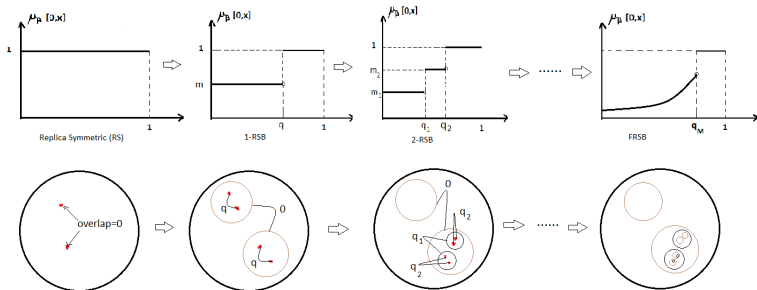 μβ [0,x]
1
1
Replica Symmetric (RS)
μβ [0,x]
1
m
q
1
1-RSB
μβ [0,x]
1
m2
m1
q1
q2
1
2-RSB
......
μβ [0,x]
qM
1
FRSB
overlap=0
q
0
q
0
q2
q1
q2
......